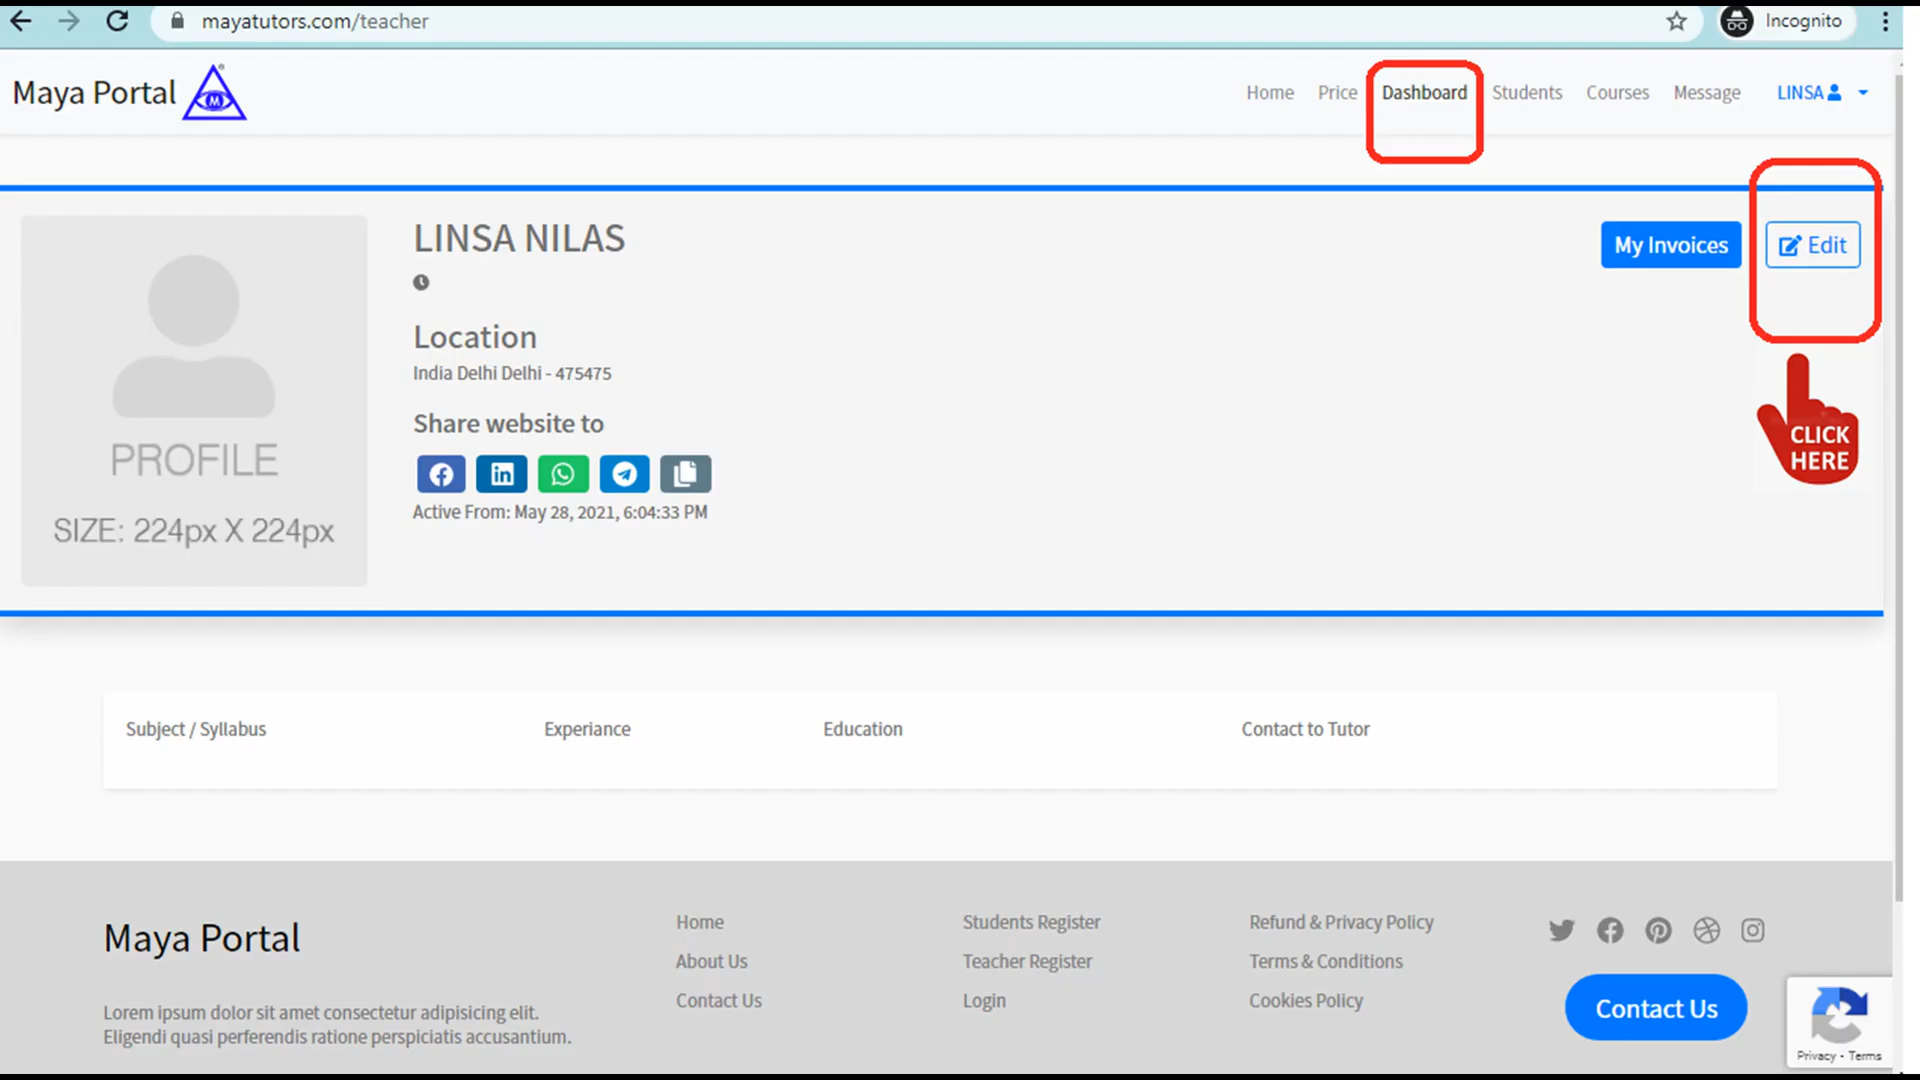 mayatutors.com/teacher
Incognito
Maya Portal
M
Home
Price
Dashboard
Students
Courses
Message
LINSA
LINSA NILAS
My Invoices
Edit
Location
India Delhi Delhi - 475475
Share website to
Active From: May 28, 2021, 6:04:33 PM
PROFILE
SIZE: 224px X 224px
CLICK
HERE
Subject / Syllabus
Experiance
Education
Contact to Tutor
Maya Portal
Lorem ipsum dolor sit amet consectetur adipisicing elit.
Eligendi quasi perferendis ratione perspiciatis accusantium.
Home
About Us
Contact Us
Students Register
Teacher Register
Login
Refund & Privacy Policy
Terms & Conditions
Cookies Policy
Contact Us
Privacy - Terms